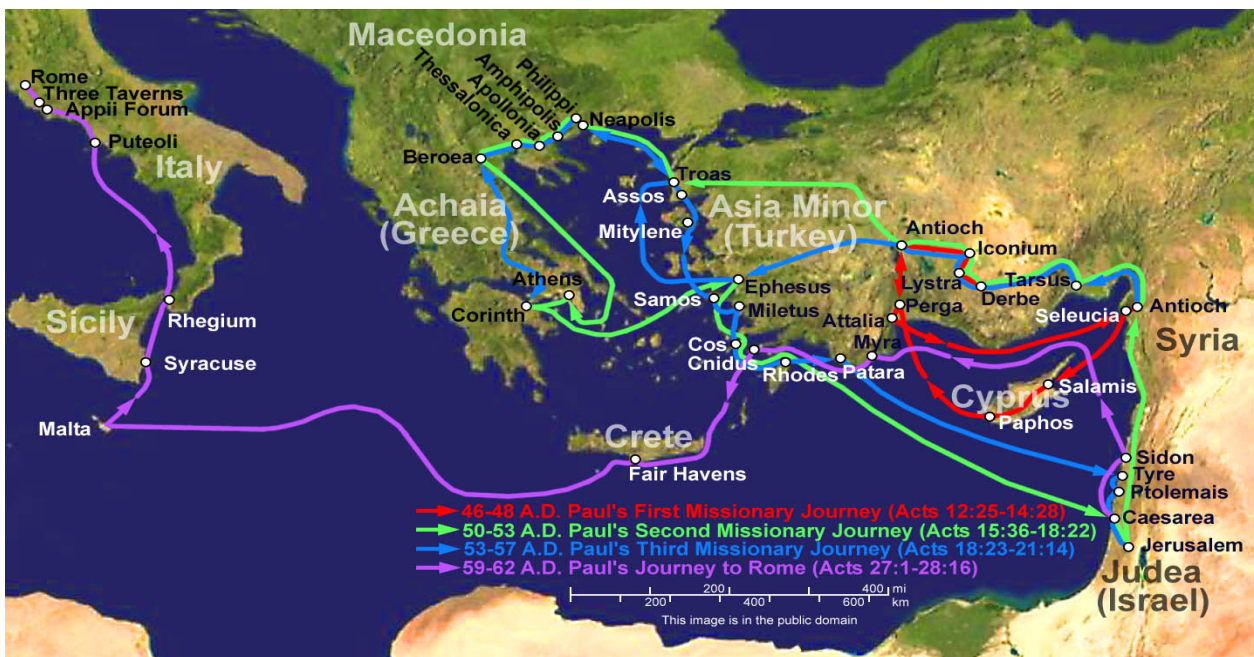 Macedonia
Rome
Three Taverns
Appii Forum
Puteoli
Italy
Philippi
Amphipolis
Apollonia
Thessalonica
Neapolis
Beroea
Troas
Assos
Mitylene
Achaia
(Greece)
Asia Minor
(Turkey)
Antioch
Iconium
Lystra
Derbe
Tarsus
Athens
Corinth
Ephesus
Samos
Miletus
Perga
Attalia
Myra
Seleucia
Antioch
Syria
Sicily
Rhegium
Syracuse
Cos
Cnidus
Rhodes
Patara
Cyprus
Salamis
Paphos
Malta
Crete
Fair Havens
Sidon
Tyre
Ptolemais
Caesarea
Jerusalem
Judea
(Israel)
46-48 A.D. Paul's First Missionary Journey (Acts 12:25-14:28)
50-53 A.D. Paul's Second Missionary Journey (Acts 15:36-18:22)
53-57 A.D. Paul's Third Missionary Journey (Acts 18:23-21:14)
59-62 A.D. Paul's Journey to Rome (Acts 27:1-28:16)
200 400 mi
200 400 600 km
This image is in the public domain